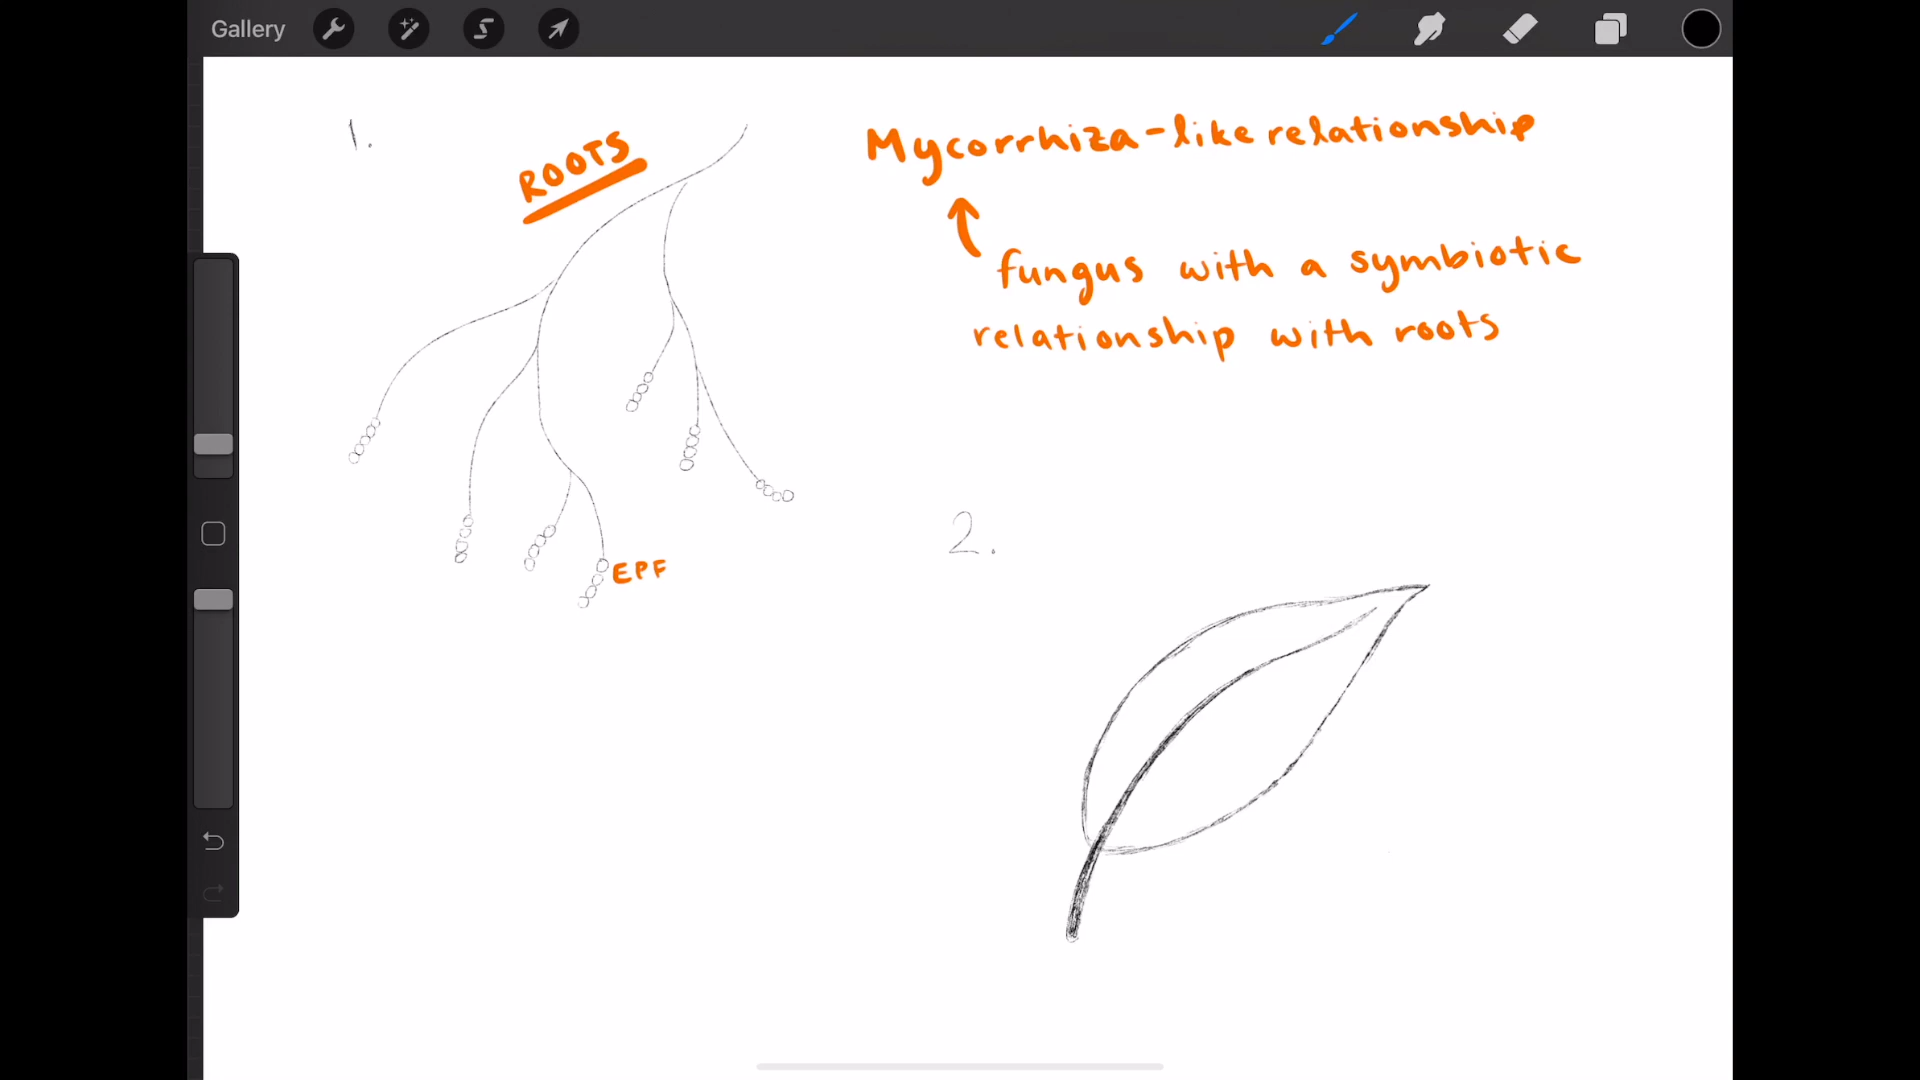 Gallery
1.
ROOTS
Mycorrhiza-like relationship
fungus with a symbiotic
relationship with roots
EPF
2.